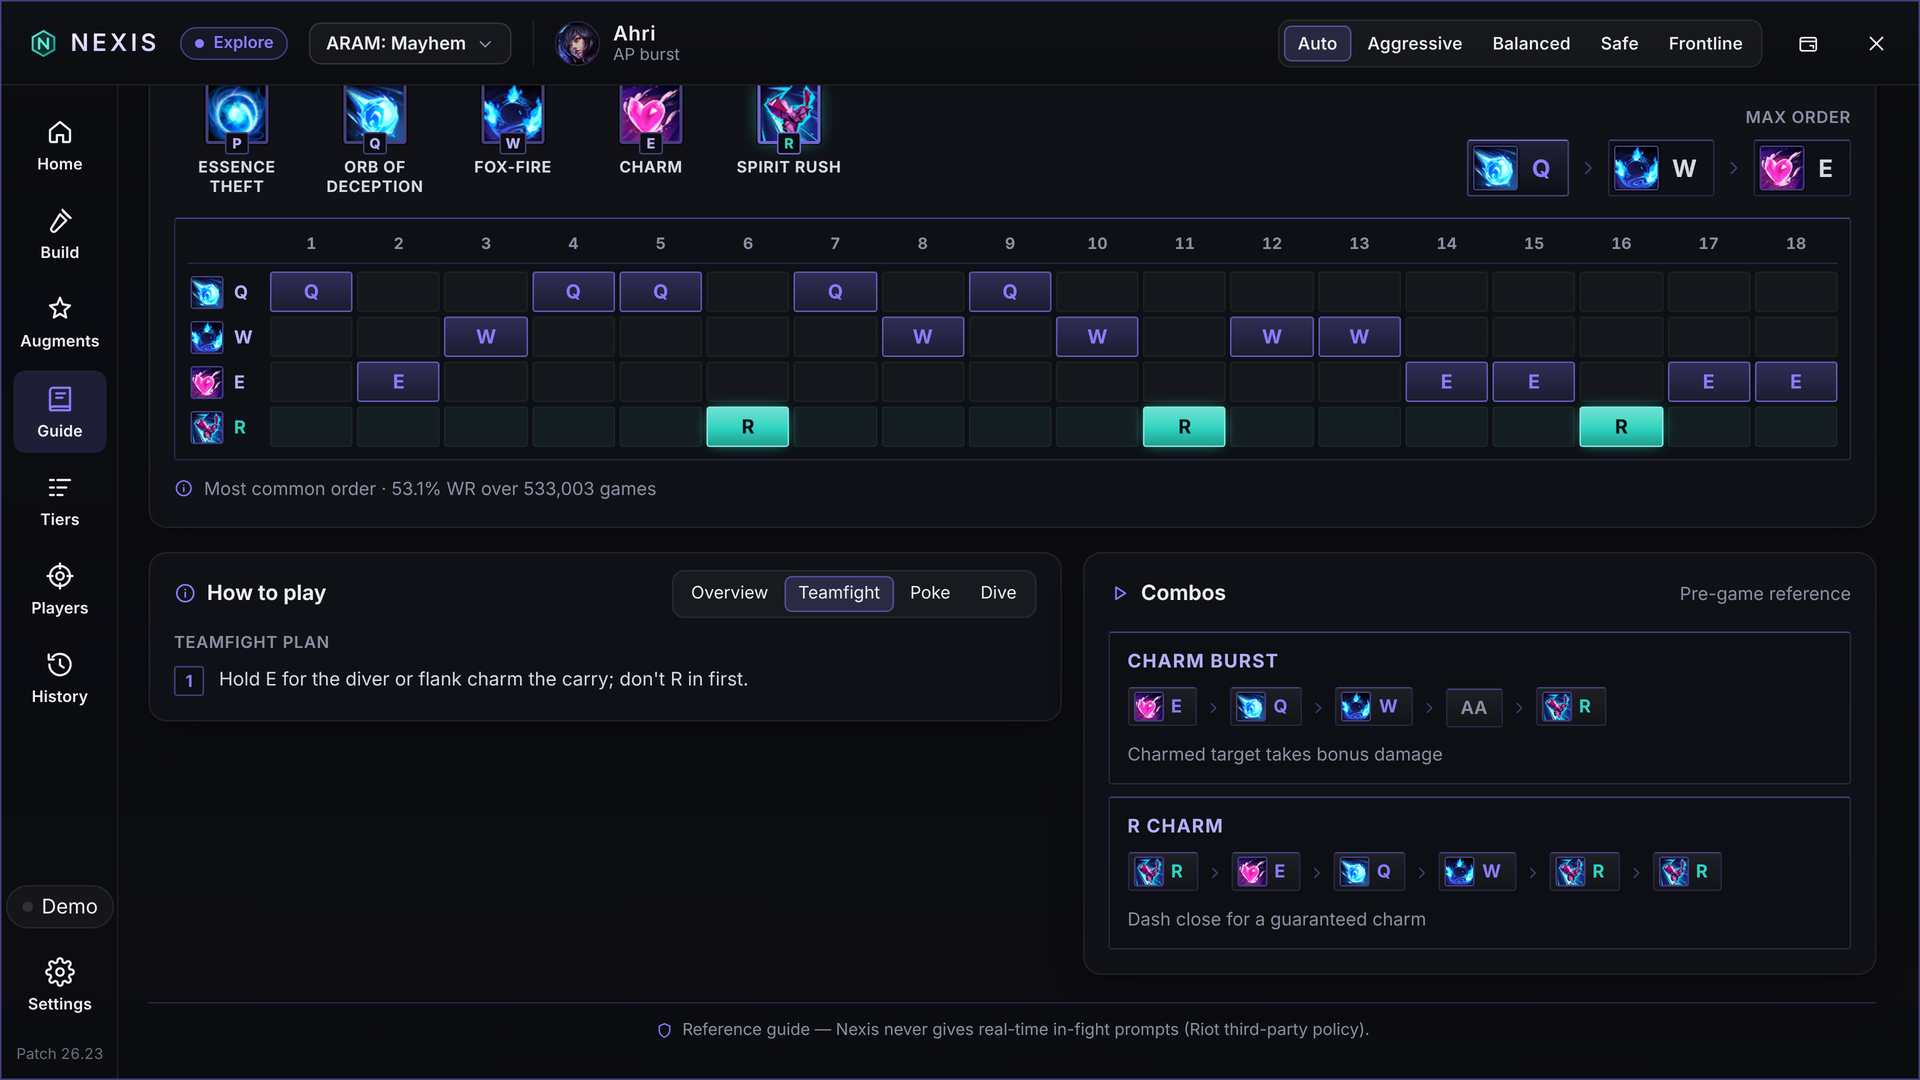 NEXIS
Explore
ARAM: Mayhem
Ahri
AP burst
Auto
Aggressive
Balanced
Safe
Frontline
Home
Build
Augments
Guide
Tiers
Players
History
Demo
Settings
Patch 26.23
P
Q
W
E
R
ESSENCE THEFT
ORB OF DECEPTION
FOX-FIRE
CHARM
SPIRIT RUSH
MAX ORDER
Q
W
E
1 2 3 4 5 6 7 8 9 10 11 12 13 14 15 16 17 18
Q Q Q Q Q Q
W W W W W W
E E E E E E
R R R R
Most common order · 53.1% WR over 533,003 games
How to play
Overview
Teamfight
Poke
Dive
TEAMFIGHT PLAN
1 Hold E for the diver or flank charm the carry; don't R in first.
Combos
Pre-game reference
CHARM BURST
E Q W AA R
Charmed target takes bonus damage
R CHARM
R E Q W R R
Dash close for a guaranteed charm
Reference guide — Nexis never gives real-time in-fight prompts (Riot third-party policy).